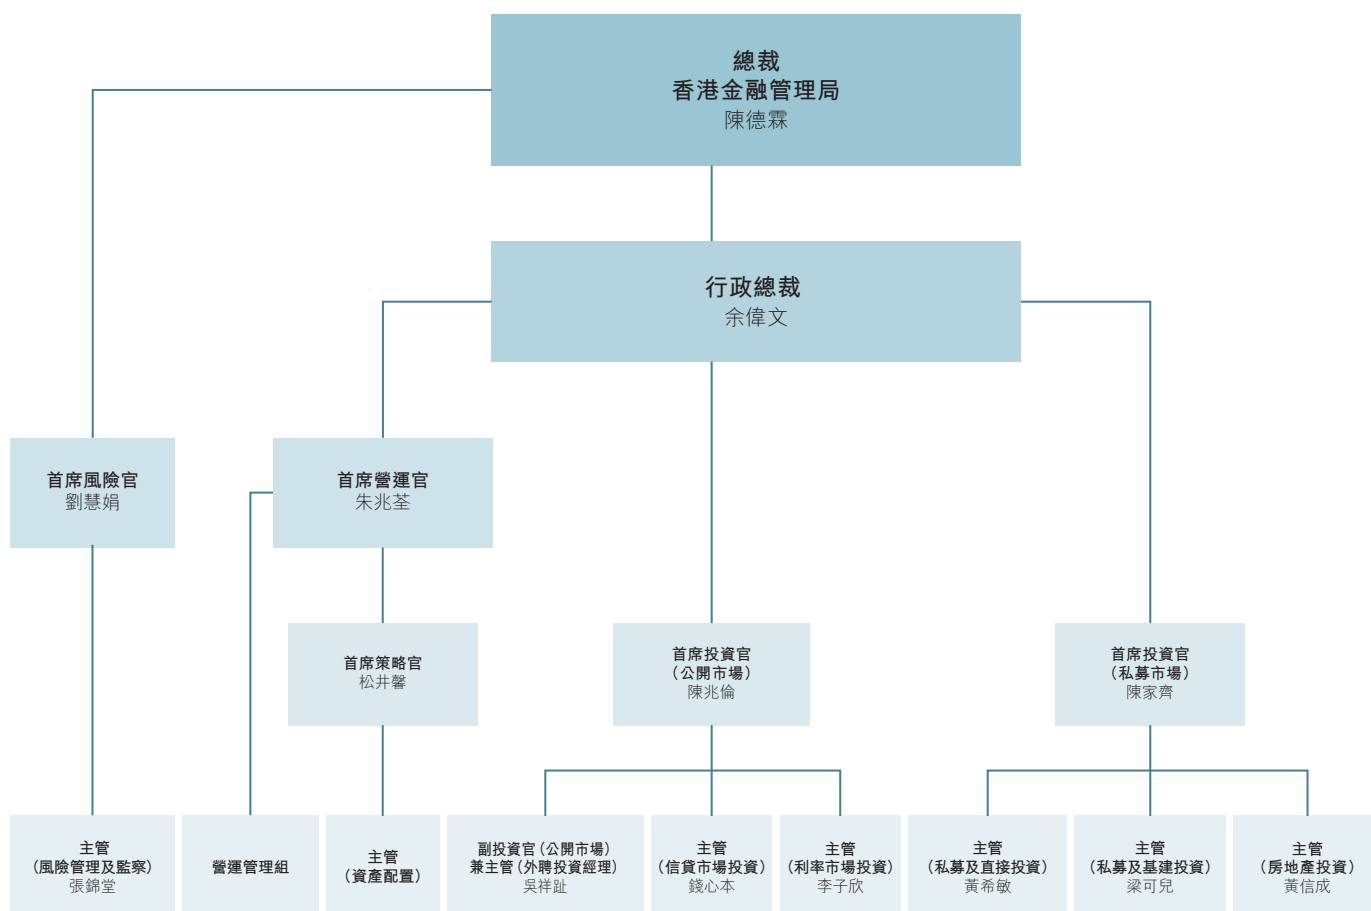 總裁
香港金融管理局
陳德霖
行政總裁
余偉文
首席風險官
劉慧娟
首席營運官
朱兆荃
首席策略官
松井馨
首席投資官
（公開市場）
陳兆倫
首席投資官
（私募市場）
陳家齊
主管
（風險管理及監察）
張錦堂
營運管理組
主管
（資產配置）
副投資官（公開市場）
兼主管（外聘投資經理）
吳祥趾
主管
（信貸市場投資）
錢心本
主管
（利率市場投資）
李子欣
主管
（私募及直接投資）
黃希敏
主管
（私募及基建投資）
梁可兒
主管
（房地產投資）
黃信成